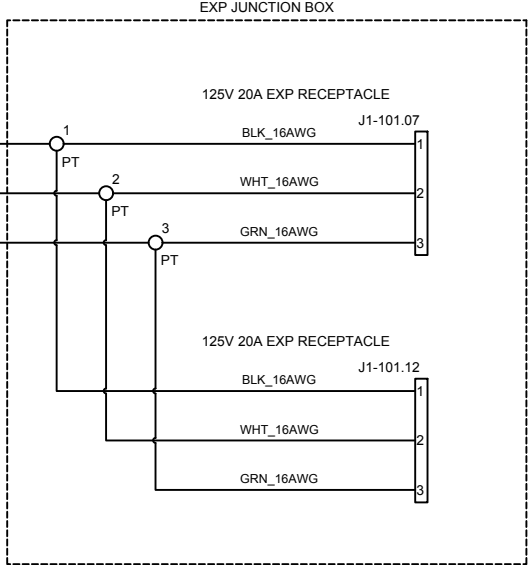 EXP JUNCTION BOX
125V 20A EXP RECEPTACLE
J1-101.07
1
BLK_16AWG
1
PT
2
WHT_16AWG
2
PT
3
GRN_16AWG
3
PT
125V 20A EXP RECEPTACLE
J1-101.12
BLK_16AWG
1
WHT_16AWG
2
GRN_16AWG
3